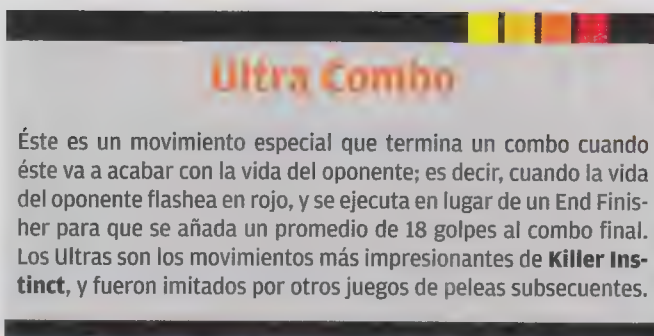 Ultra Combo
Éste es un movimiento especial que termina un combo cuando
éste va a acabar con la vida del oponente; es decir, cuando la vida
del oponente flashea en rojo, y se ejecuta en lugar de un End Finis-
her para que se añada un promedio de 18 golpes al combo final.
Los Ultras son los movimientos más impresionantes de Killer Ins-
tinct, y fueron imitados por otros juegos de peleas subsecuentes.